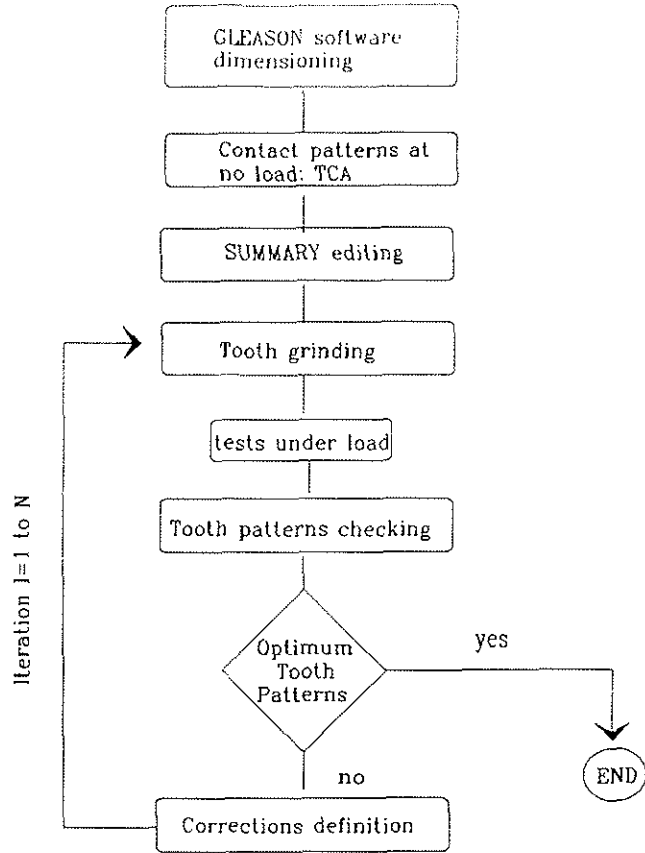 GLEASON software
dimensioning
Contact patterns at
no load: TCA
SUMMARY editing
Tooth grinding
tests under load
Tooth patterns checking
Optimum
Tooth
Patterns
yes
no
END
Corrections definition
Iteration I=1 to N